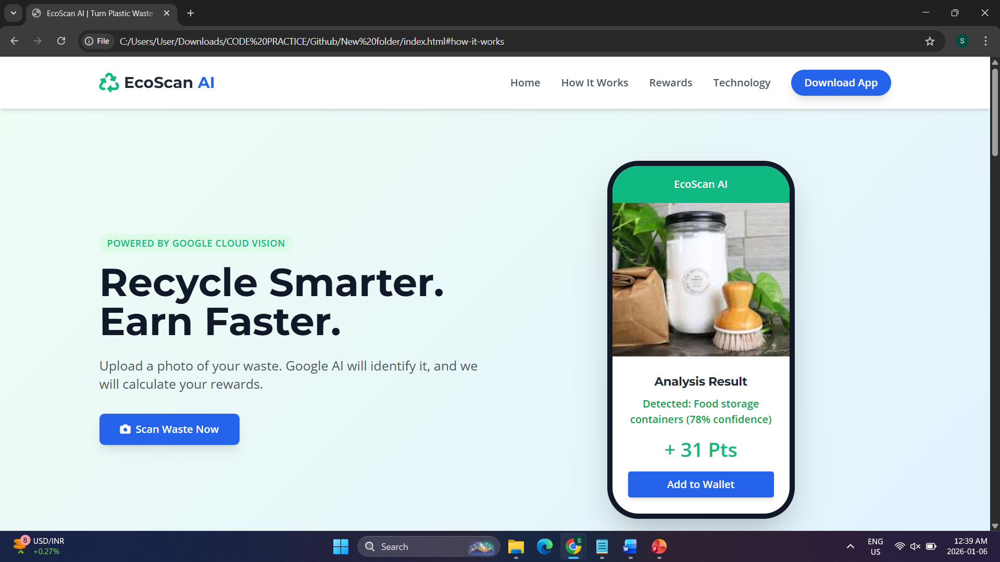 EcoScan AI | Turn Plastic Waste
File
C:/Users/User/Downloads/CODE%20PRACTICE/Github/New%20folder/index.html#how-it-works
S
EcoScan AI
Home
How It Works
Rewards
Technology
Download App
POWERED BY GOOGLE CLOUD VISION
Recycle Smarter.
Earn Faster.
Upload a photo of your waste. Google AI will identify it, and we
will calculate your rewards.
Scan Waste Now
EcoScan AI
Analysis Result
Detected: Food storage
containers (78% confidence)
+ 31 Pts
Add to Wallet
8
USD/INR
+0.27%
Search
S
W
P
ENG
US
12:39 AM
2026-01-06